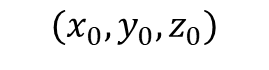 (x₀, y₀, z₀)